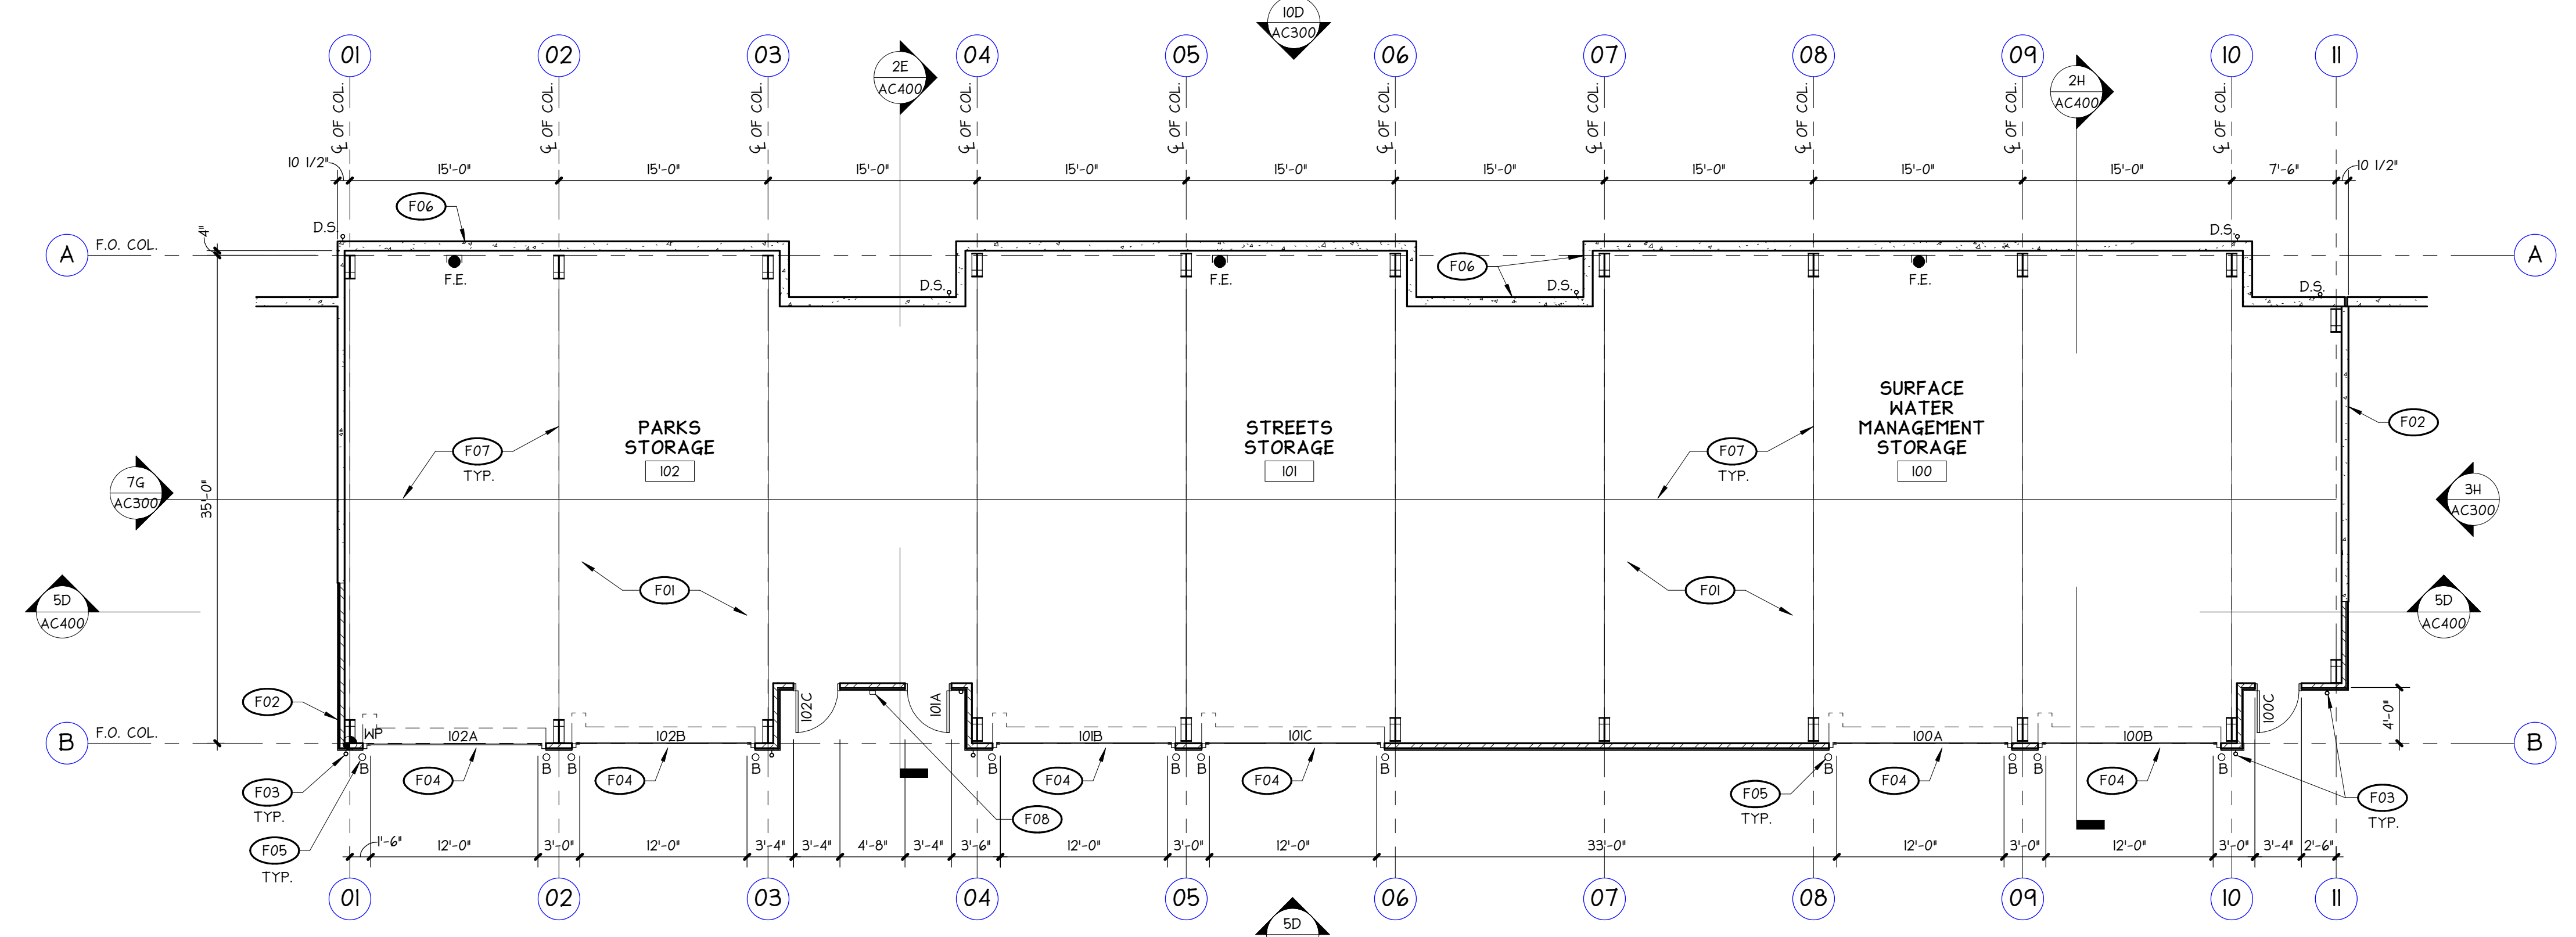 10D
AC300
01 02 03 04 05 06 07 08 09 10 11
2E
AC400
2H
AC400
℄ OF COL. ℄ OF COL. ℄ OF COL. ℄ OF COL. ℄ OF COL. ℄ OF COL. ℄ OF COL. ℄ OF COL. ℄ OF COL. ℄ OF COL.
10 1/2" 15'-0" 15'-0" 15'-0" 15'-0" 15'-0" 15'-0" 15'-0" 15'-0" 15'-0" 7'-6" 10 1/2"
F06
D.S. D.S.
4"
A F.O. COL. A
F.E. F.E. F06 F.E.
D.S. D.S. D.S.
SURFACE
WATER
MANAGEMENT
STORAGE
100
PARKS
STORAGE
102
STREETS
STORAGE
101
F02
F07
TYP.
F07
TYP.
7G
AC300
35'-0"
3H
AC300
F01 F01
5D
AC400
5D
AC400
F02 102C 101A 100C 4'-0"
B F.O. COL. WP 102A 102B 101B 101C 100A 100B B
B B B B B B B B B B B
F04 F04 F04 F04 F04 F04
F03
TYP.
F08
F05
TYP.
F03
TYP.
F05
TYP.
1'-6" 12'-0" 3'-0" 12'-0" 3'-4" 3'-4" 4'-8" 3'-4" 3'-6" 12'-0" 3'-0" 12'-0" 33'-0" 12'-0" 3'-0" 12'-0" 3'-0" 3'-4" 2'-6"
01 02 03 04 05 06 07 08 09 10 11
5D